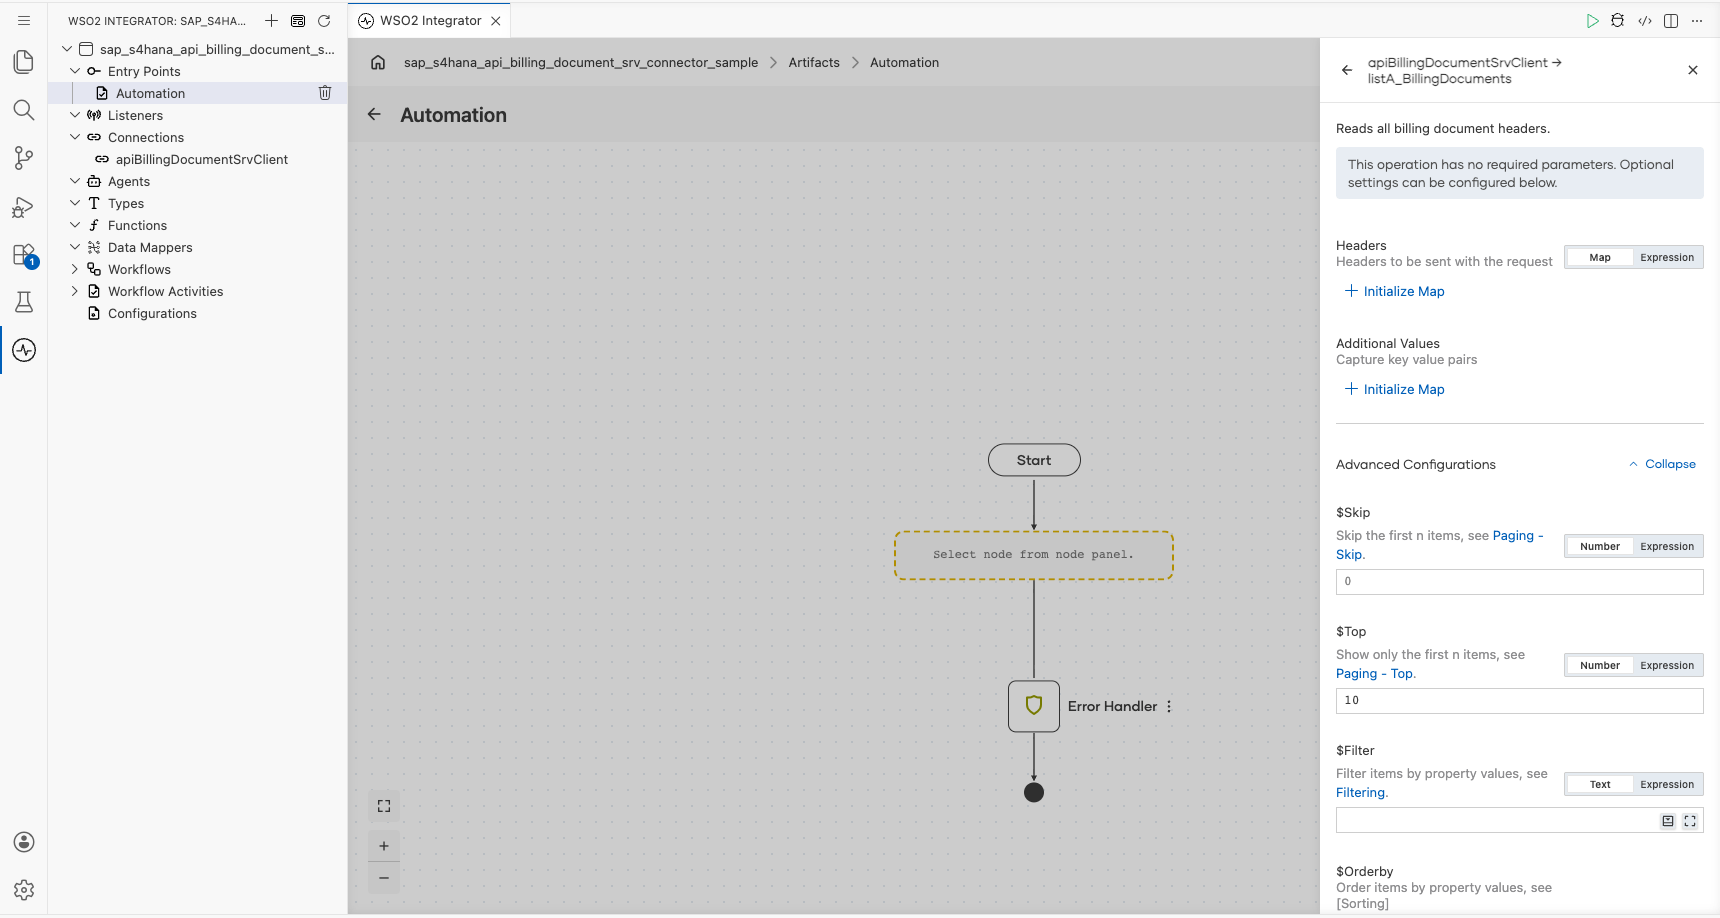 WSO2 INTEGRATOR: SAP_S4HA...
WSO2 Integrator
sap_s4hana_api_billing_document_s...
Entry Points
Automation
Listeners
Connections
apiBillingDocumentSrvClient
Agents
Types
Functions
Data Mappers
Workflows
Workflow Activities
Configurations
1
sap_s4hana_api_billing_document_srv_connector_sample
Artifacts
Automation
Automation
Start
Select node from node panel.
Error Handler
apiBillingDocumentSrvClient →
listA_BillingDocuments
Reads all billing document headers.
This operation has no required parameters. Optional
settings can be configured below.
Headers
Headers to be sent with the request
Map Expression
Initialize Map
Additional Values
Capture key value pairs
Initialize Map
Advanced Configurations
Collapse
$Skip
Skip the first n items, see Paging -
Skip.
Number Expression
0
$Top
Show only the first n items, see
Paging - Top.
Number Expression
10
$Filter
Filter items by property values, see
Filtering.
Text Expression
$Orderby
Order items by property values, see
[Sorting]